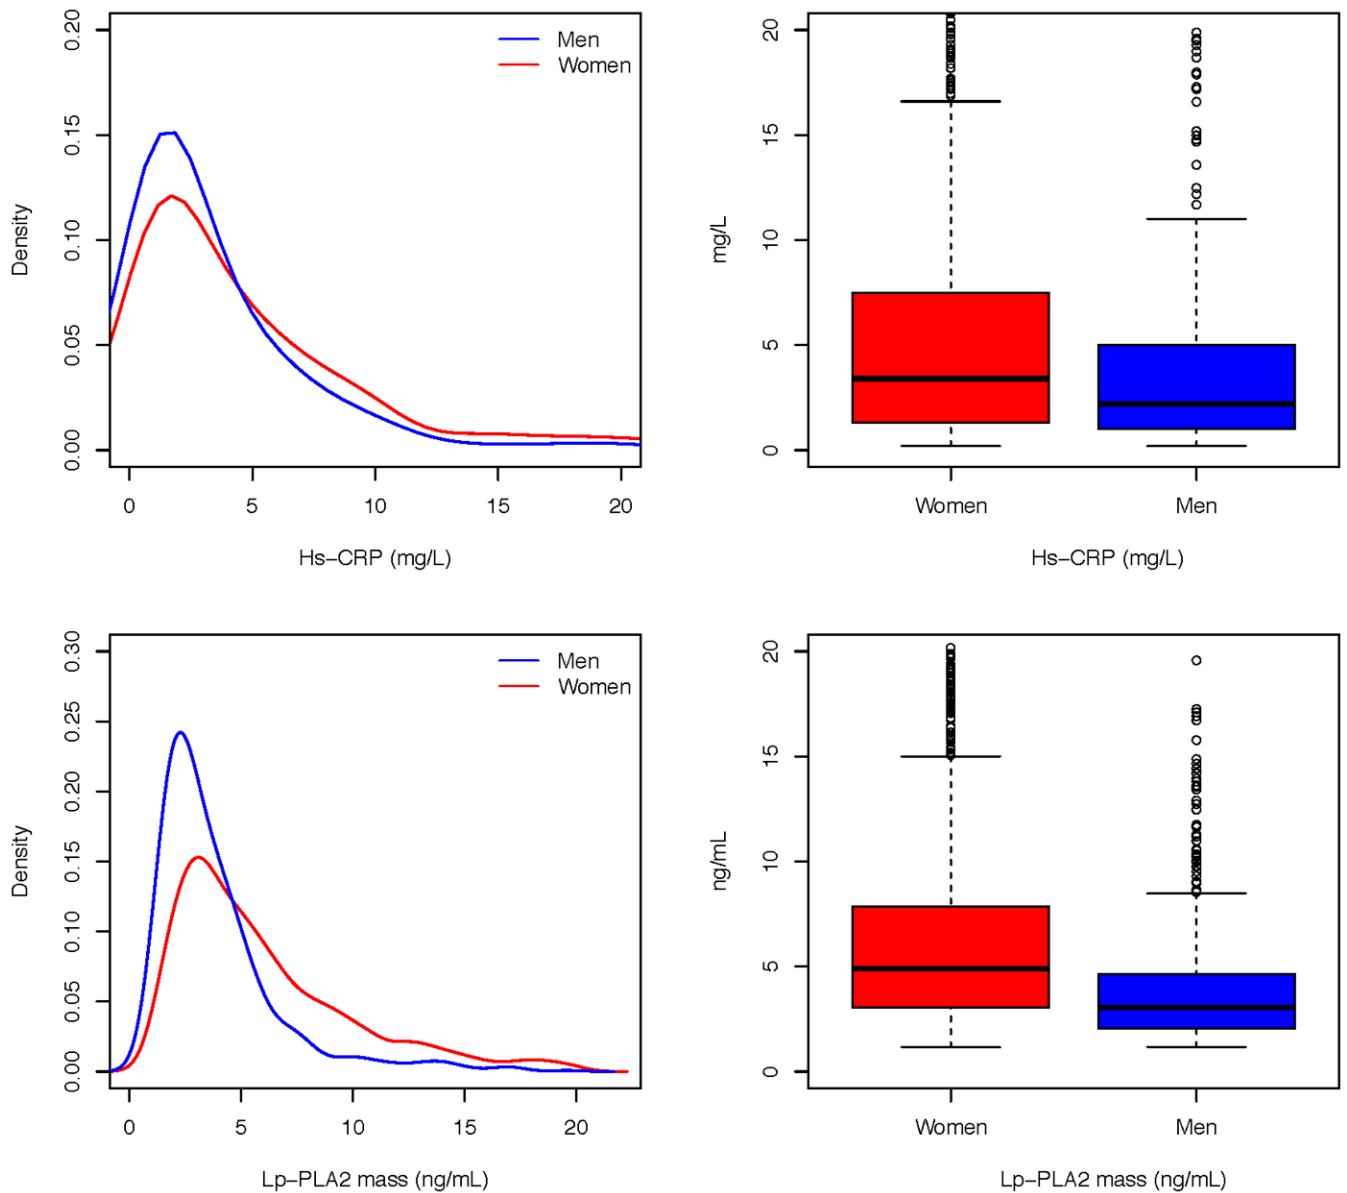 0.20
0.15
0.10
0.05
0.00
Density
Men
Women
0 5 10 15 20
Hs-CRP (mg/L)
20
15
10
5
0
mg/L
Women Men
Hs-CRP (mg/L)
0.30
0.25
0.20
0.15
0.10
0.05
0.00
Density
Men
Women
0 5 10 15 20
Lp-PLA2 mass (ng/mL)
20
15
10
5
0
ng/mL
Women Men
Lp-PLA2 mass (ng/mL)